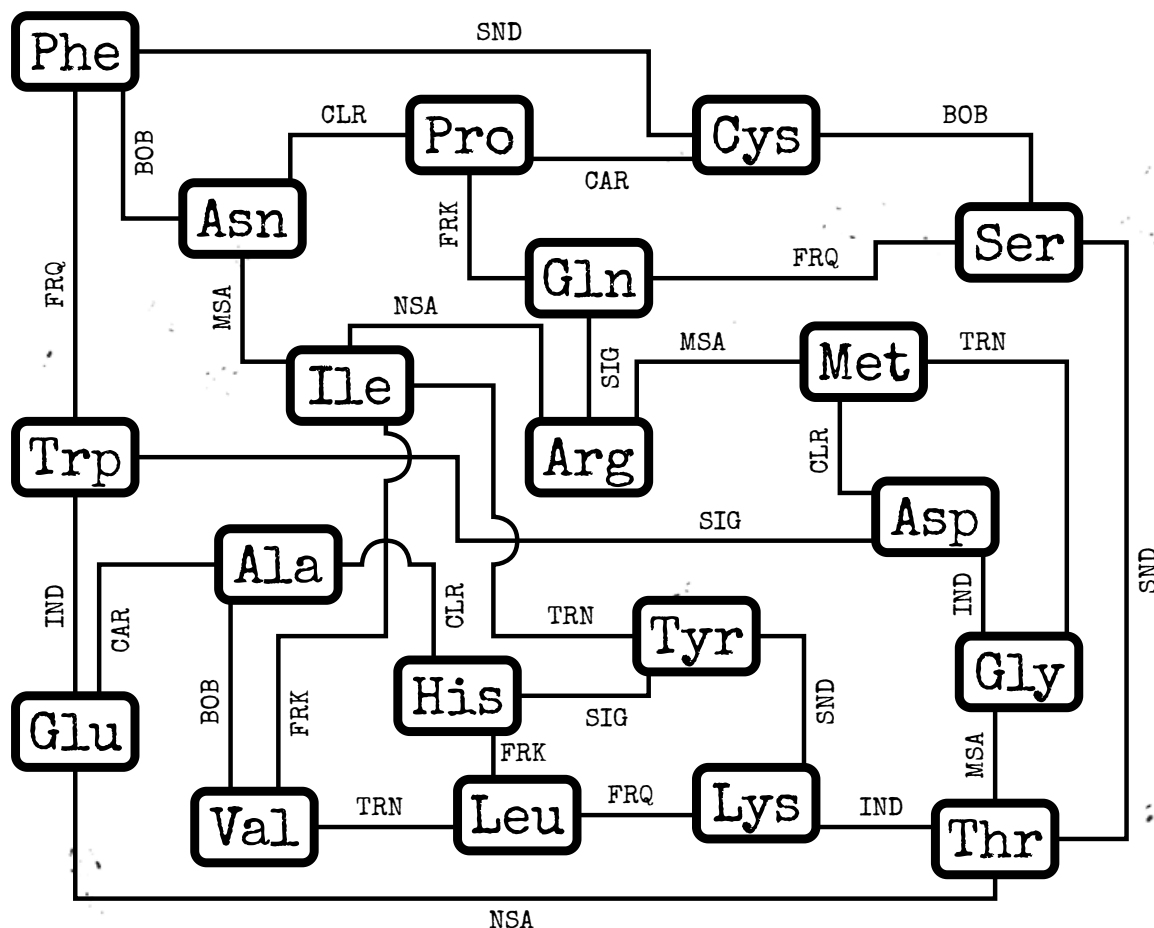 Phe
SND
CLR
Pro
Cys
BOB
BOB
CAR
Asn
FRK
Ser
Gln
FRQ
FRQ
MSA
NSA
SIG
MSA
Met
TRN
Ile
Trp
Arg
CLR
SIG
Asp
SND
Ala
IND
CAR
CLR
TRN
Tyr
IND
Gly
BOB
FRK
His
SIG
SND
Glu
FRK
MSA
Val
TRN
Leu
FRQ
Lys
IND
Thr
NSA